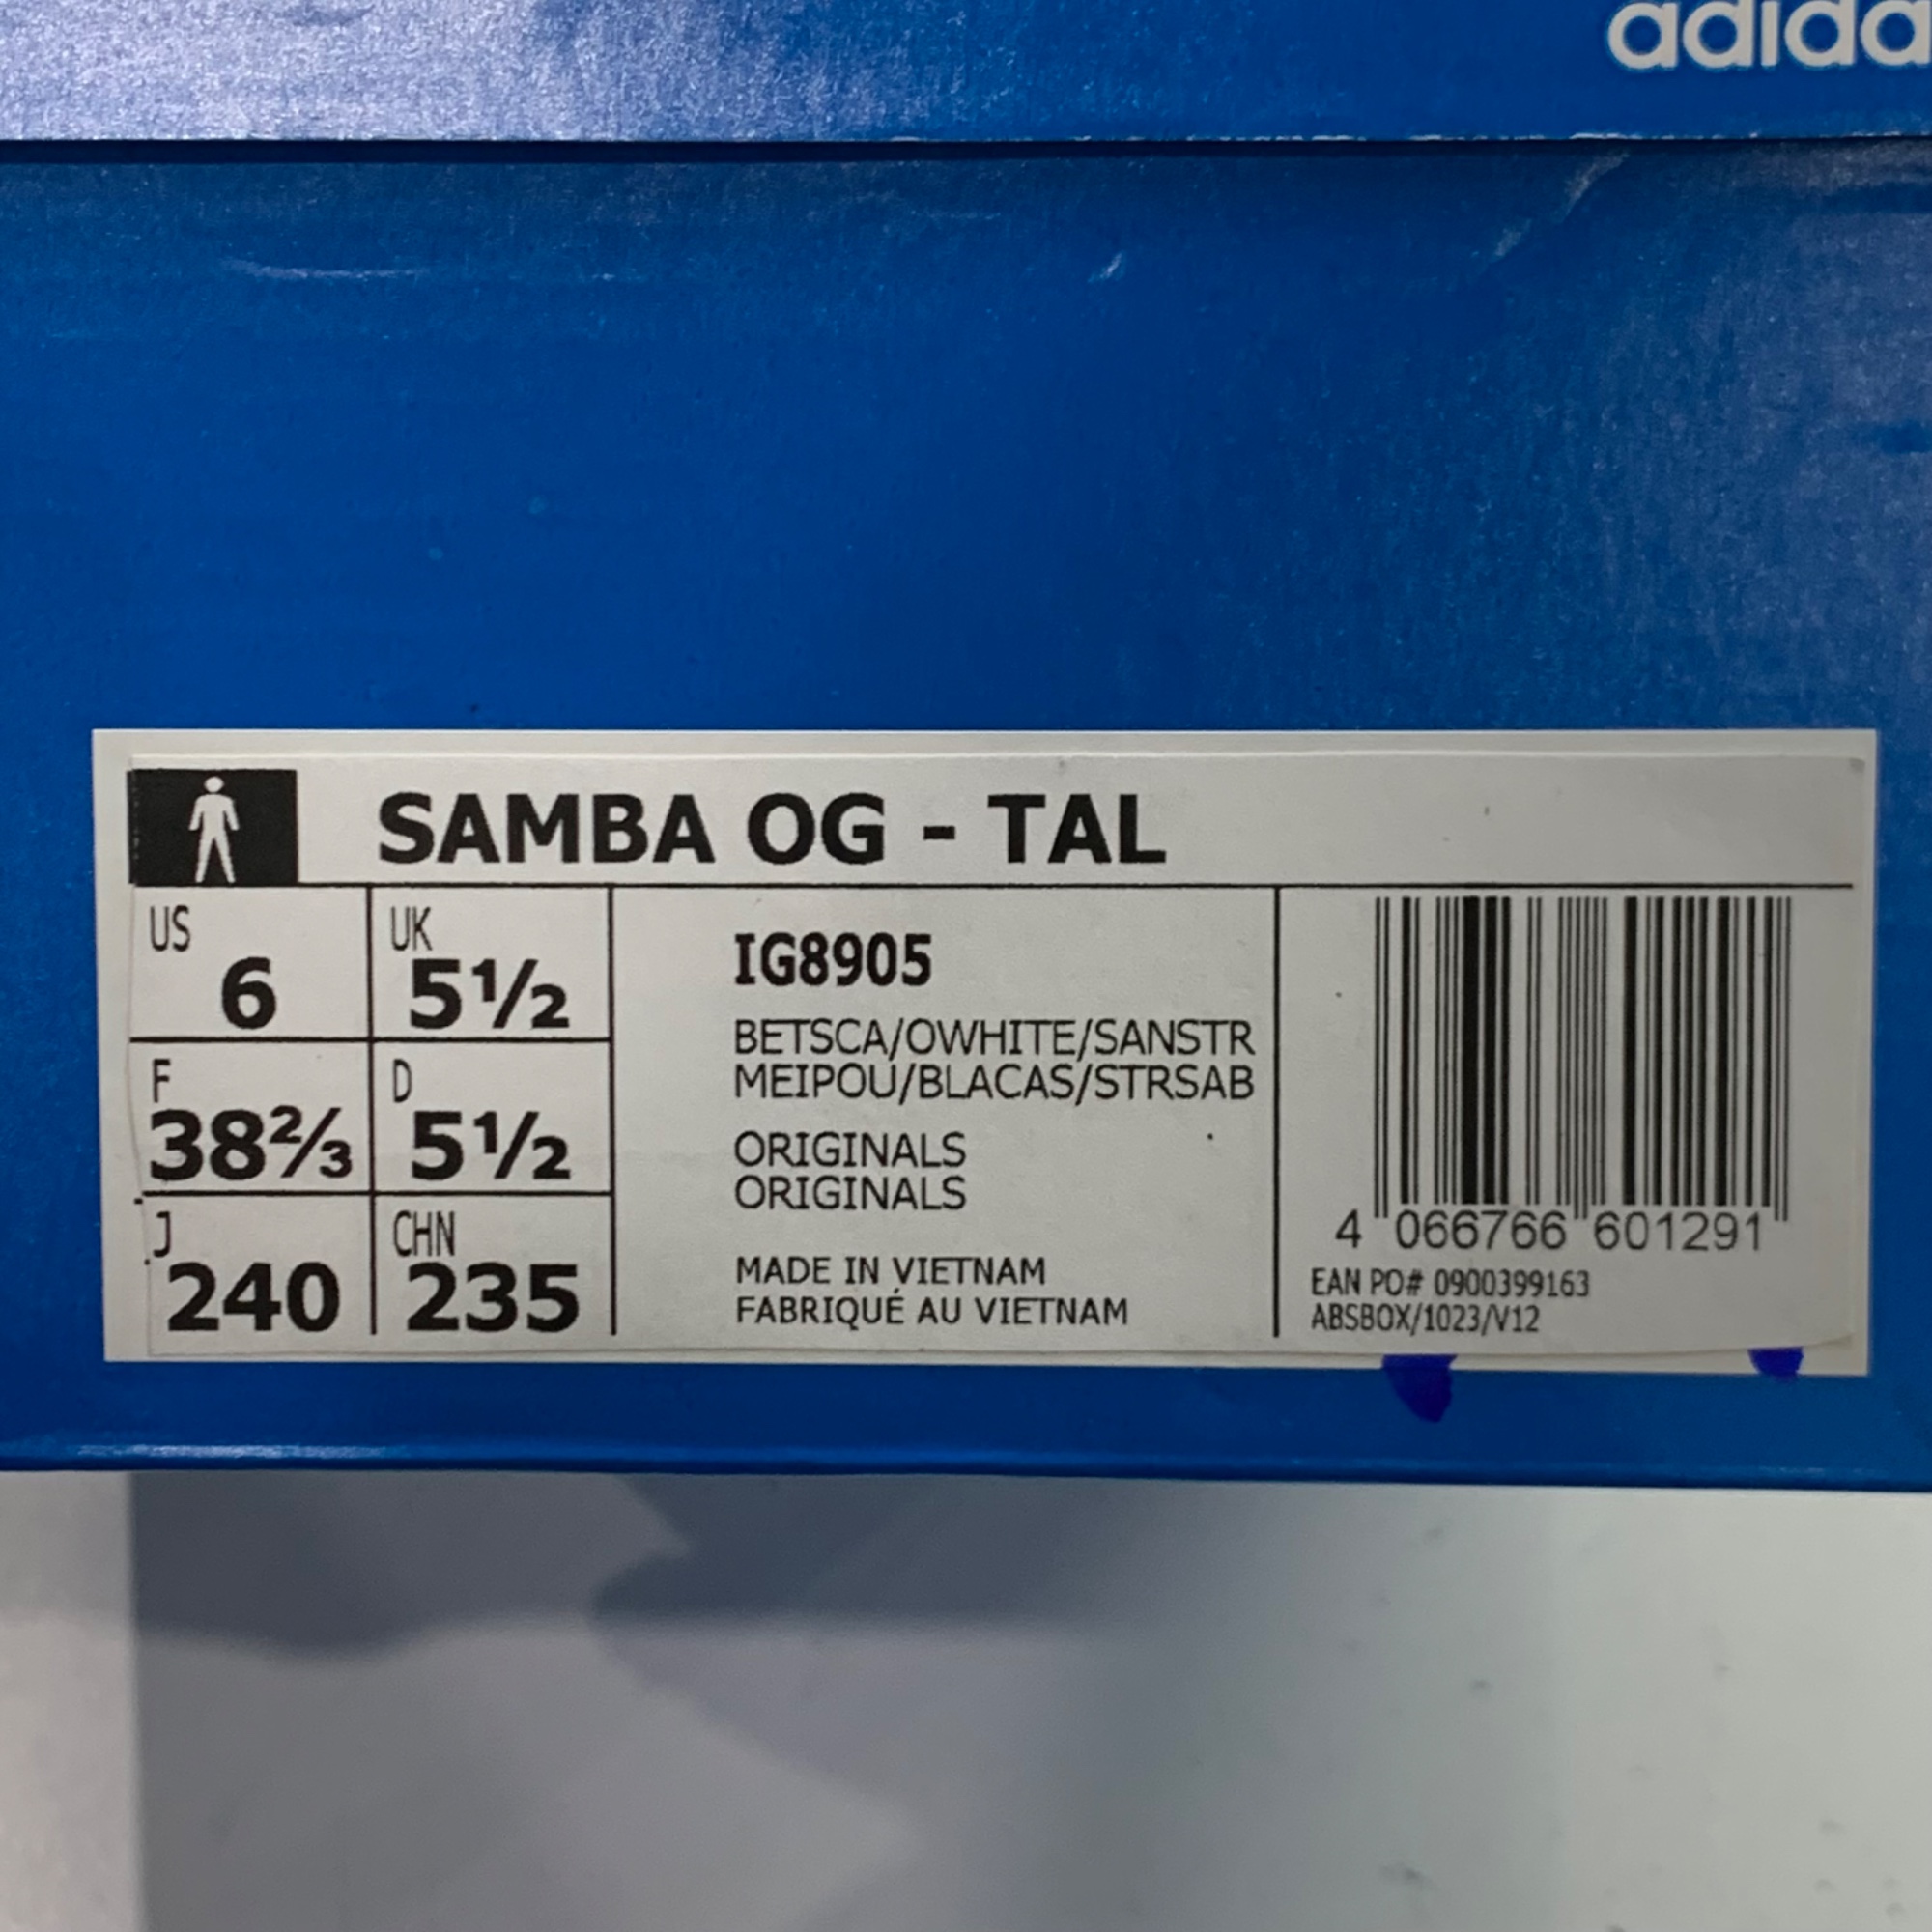 adida
SAMBA OG - TAL
US
6
UK
5½
F
38⅔
D
5½
J
240
CHN
235
IG8905
BETSCA/OWHITE/SANSTR
MEIPOU/BLACAS/STRSAB
ORIGINALS
ORIGINALS
MADE IN VIETNAM
FABRIQUÉ AU VIETNAM
4 066766 601291
EAN PO# 0900399163
ABSBOX/1023/V12